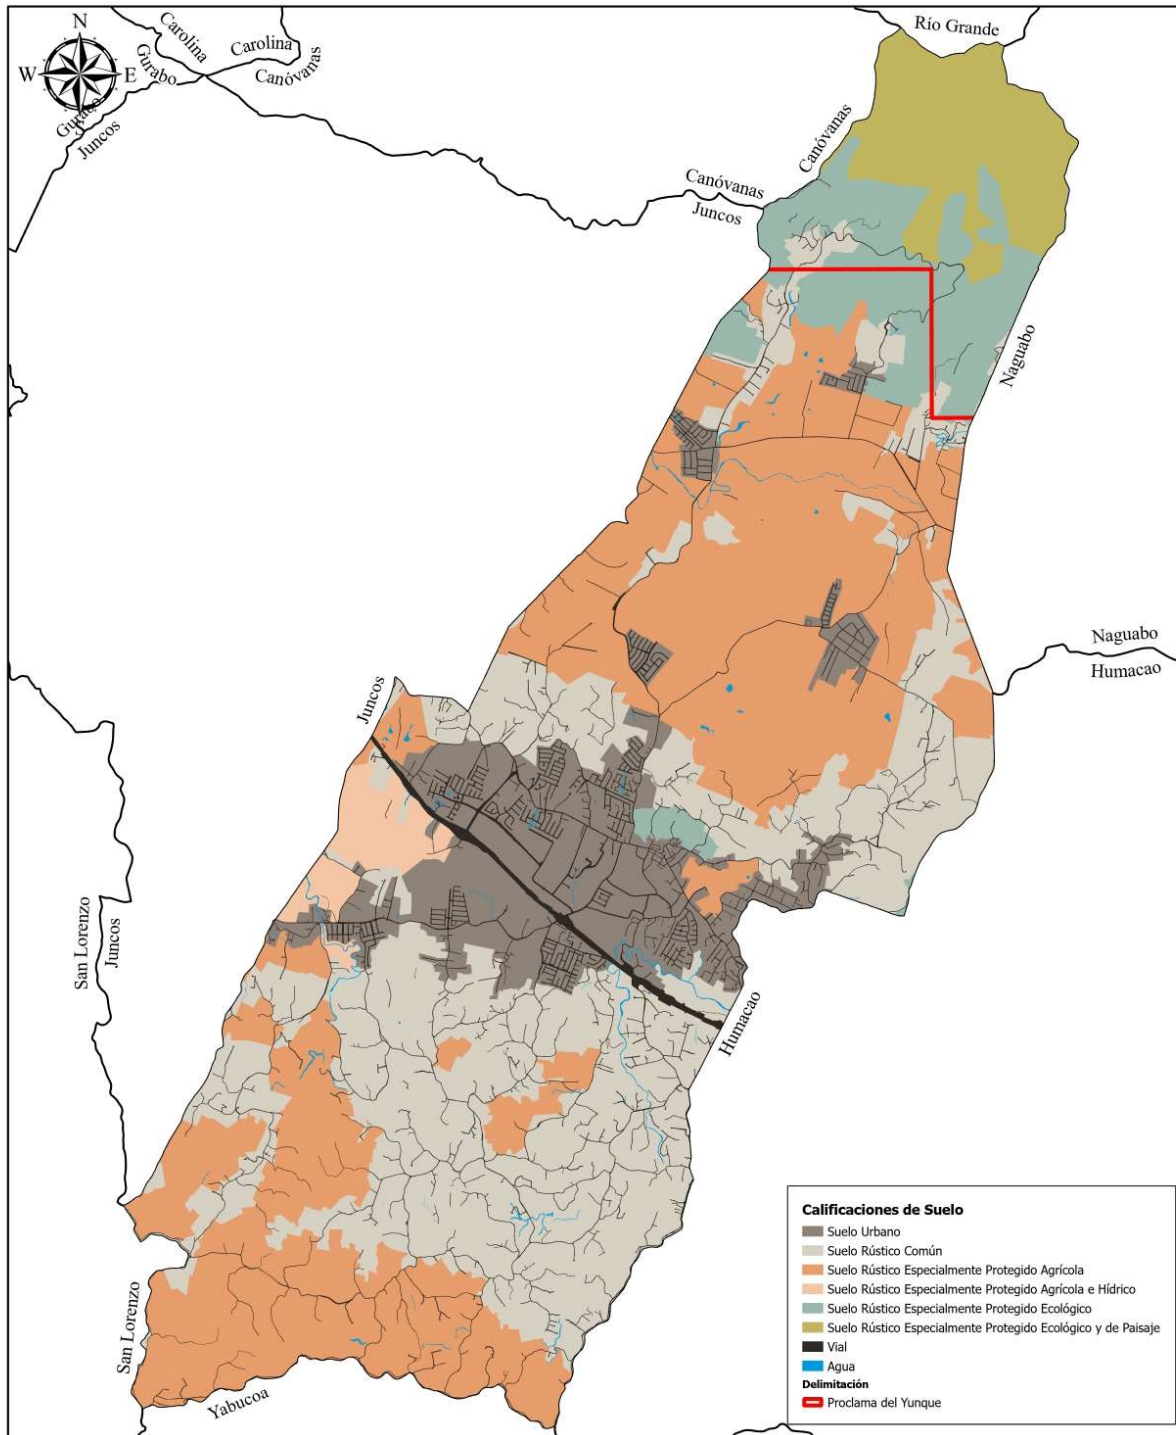 N
W
E
Carolina
Carolina
Gurabo
Canóvanas
Gurabo
Juncos
Río Grande
Canóvanas
Canóvanas
Juncos
Naguabo
Naguabo
Humacao
Juncos
San Lorenzo
Juncos
Humacao
San Lorenzo
Yabucoa
Calificaciones de Suelo
Suelo Urbano
Suelo Rústico Común
Suelo Rústico Especialmente Protegido Agrícola
Suelo Rústico Especialmente Protegido Agrícola e Hídrico
Suelo Rústico Especialmente Protegido Ecológico
Suelo Rústico Especialmente Protegido Ecológico y de Paisaje
Vial
Agua
Delimitación
Proclama del Yunque